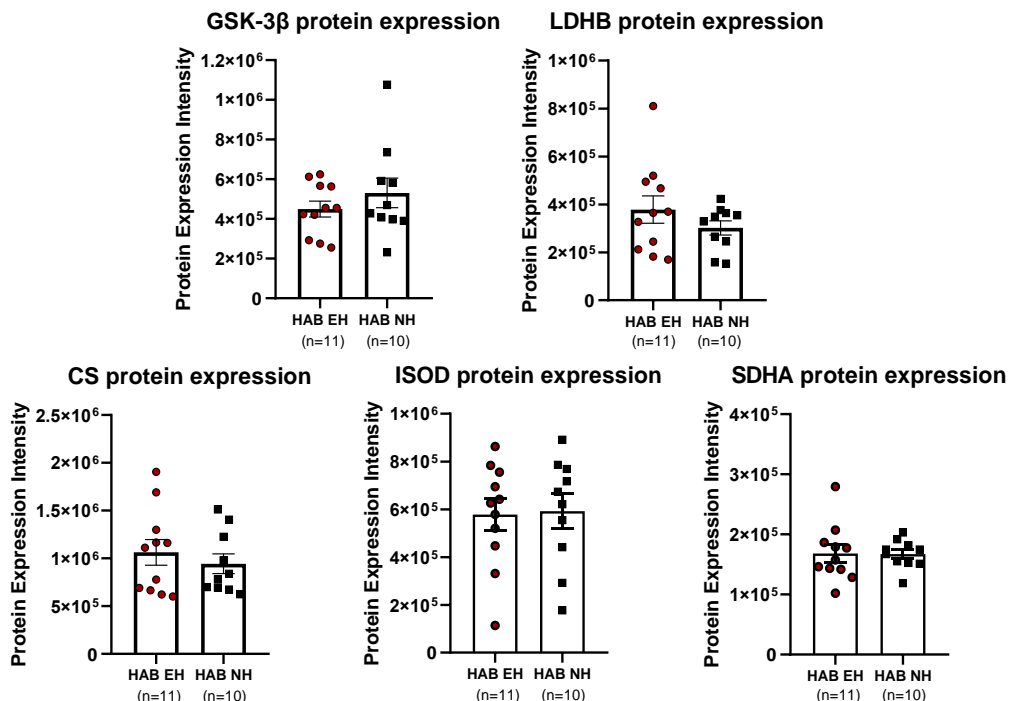 GSK-3β protein expression
Protein Expression Intensity
1.2×10⁶
1×10⁶
8×10⁵
6×10⁵
4×10⁵
2×10⁵
0
HAB EH
(n=11)
HAB NH
(n=10)
LDHB protein expression
Protein Expression Intensity
1×10⁶
8×10⁵
6×10⁵
4×10⁵
2×10⁵
0
HAB EH
(n=11)
HAB NH
(n=10)
CS protein expression
Protein Expression Intensity
2.5×10⁶
2×10⁶
1.5×10⁶
1×10⁶
5×10⁵
0
HAB EH
(n=11)
HAB NH
(n=10)
ISOD protein expression
Protein Expression Intensity
1×10⁶
8×10⁵
6×10⁵
4×10⁵
2×10⁵
0
HAB EH
(n=11)
HAB NH
(n=10)
SDHA protein expression
Protein Expression Intensity
4×10⁵
3×10⁵
2×10⁵
1×10⁵
0
HAB EH
(n=11)
HAB NH
(n=10)